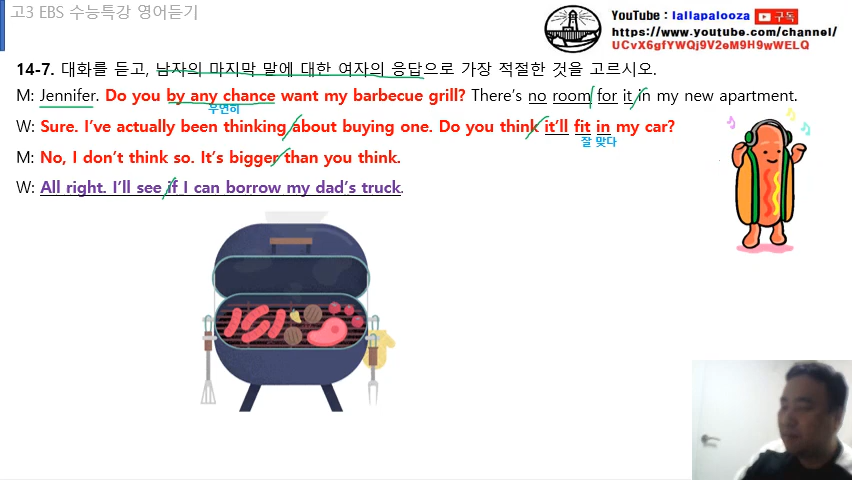 고3 EBS 수능특강 영어듣기
YouTube : lallapalooza 구독
https://www.youtube.com/channel/
UCvX6gfYWQj9V2eM9H9wWELQ
14-7. 대화를 듣고, 남자의 마지막 말에 대한 여자의 응답으로 가장 적절한 것을 고르시오.
M: Jennifer. Do you by any chance want my barbecue grill? There's no room for it in my new apartment.
우연히
W: Sure. I've actually been thinking about buying one. Do you think it'll fit in my car?
잘 맞다
M: No, I don't think so. It's bigger than you think.
W: All right. I'll see if I can borrow my dad's truck.